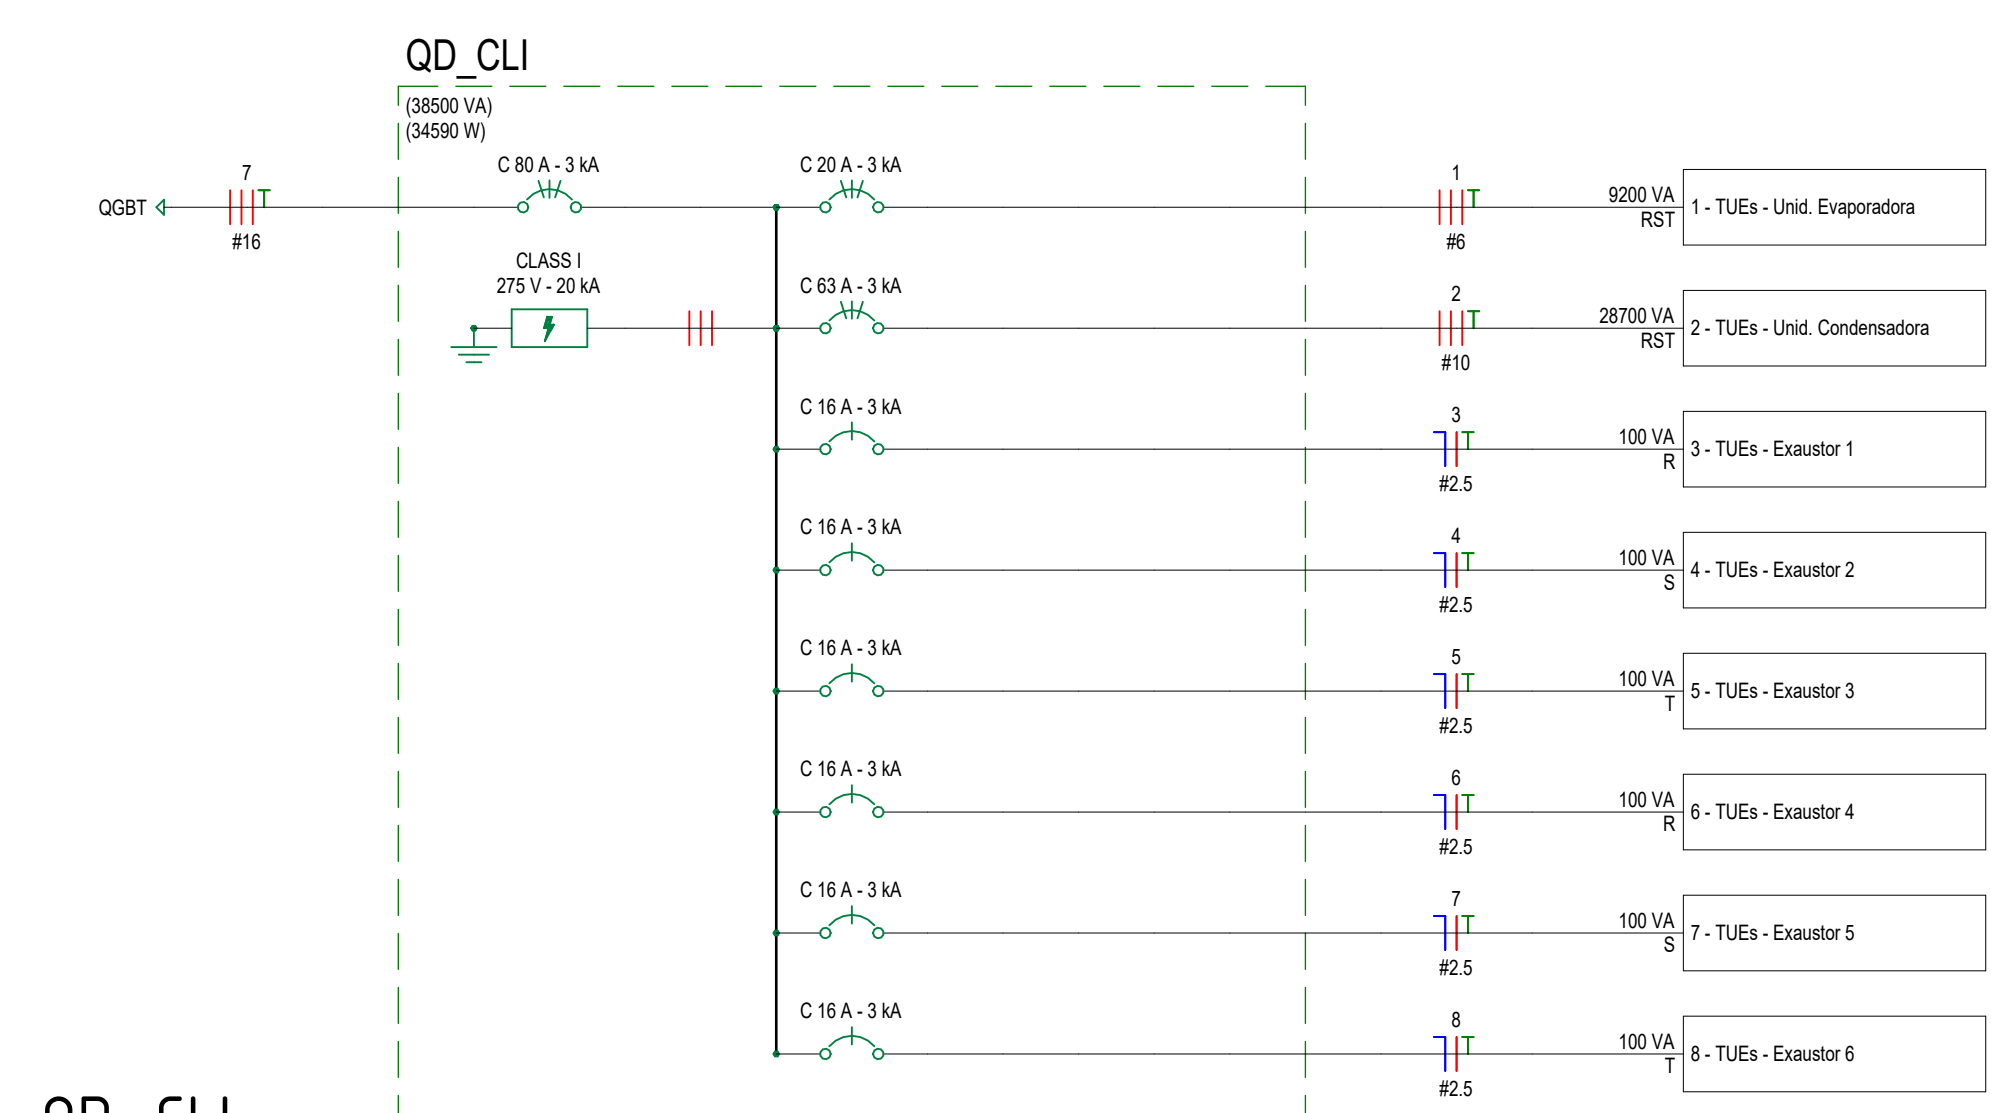 QD_CLI
(38500 VA)
(34590 W)
C 80 A - 3 kA
C 20 A - 3 kA
7
1
QGBT
9200 VA
RST
1 - TUEs - Unid. Evaporadora
#16
#6
CLASS I
275 V - 20 kA
C 63 A - 3 kA
2
28700 VA
RST
2 - TUEs - Unid. Condensadora
#10
C 16 A - 3 kA
3
100 VA
R
3 - TUEs - Exaustor 1
#2.5
C 16 A - 3 kA
4
100 VA
S
4 - TUEs - Exaustor 2
#2.5
C 16 A - 3 kA
5
100 VA
T
5 - TUEs - Exaustor 3
#2.5
C 16 A - 3 kA
6
100 VA
R
6 - TUEs - Exaustor 4
#2.5
C 16 A - 3 kA
7
100 VA
S
7 - TUEs - Exaustor 5
#2.5
C 16 A - 3 kA
8
100 VA
T
8 - TUEs - Exaustor 6
#2.5